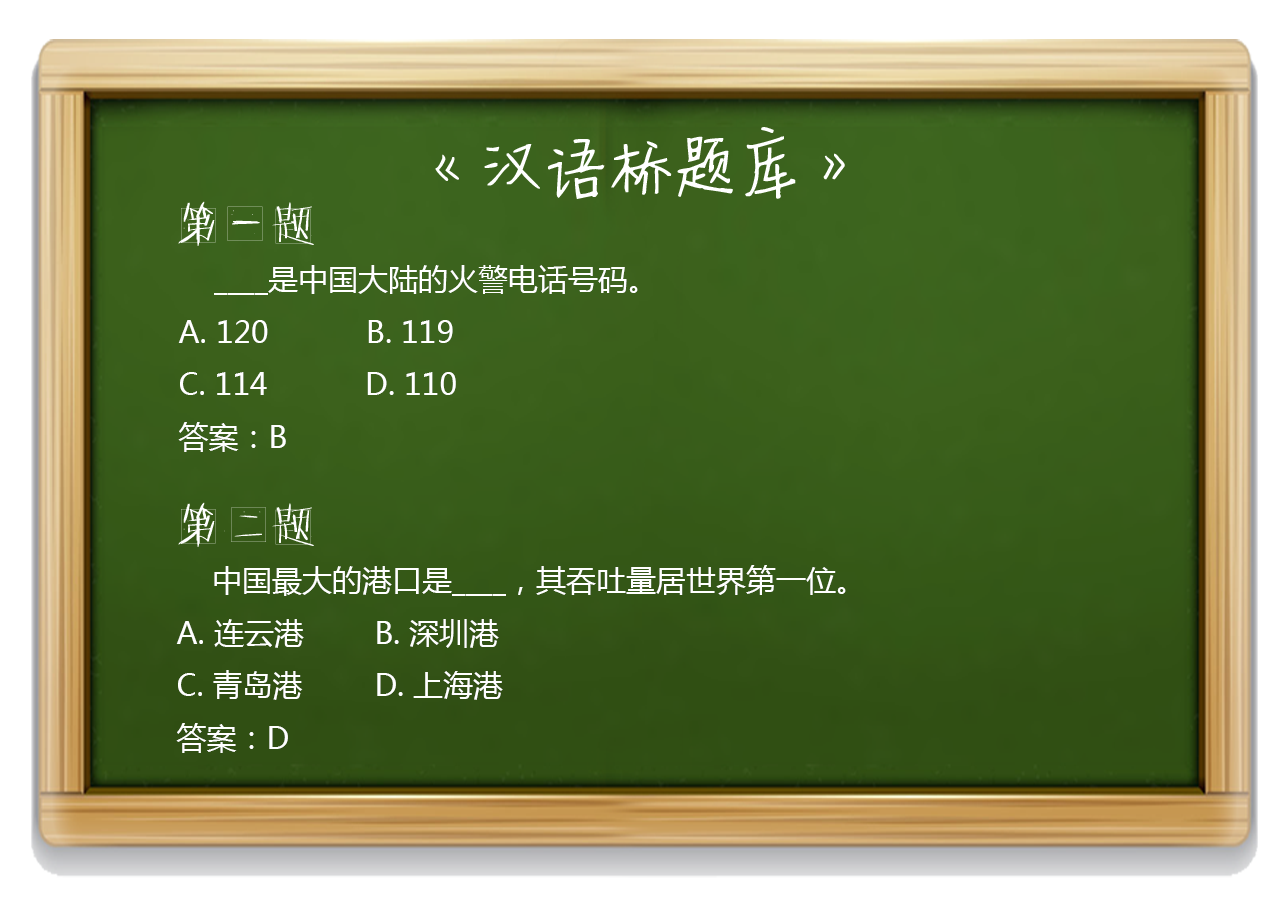 《汉语桥题库》
第一题
____是中国大陆的火警电话号码。
A. 120 B. 119
C. 114 D. 110
答案：B
第二题
中国最大的港口是____，其吞吐量居世界第一位。
A. 连云港 B. 深圳港
C. 青岛港 D. 上海港
答案：D